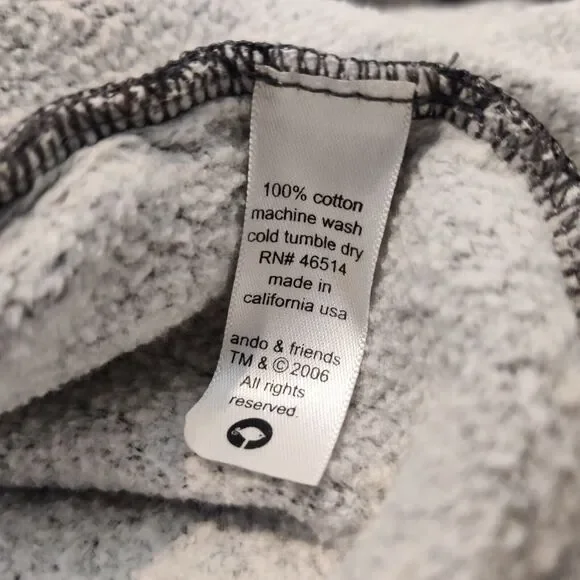 100% cotton
machine wash
cold tumble dry
RN# 46514
made in
california usa
ando & friends
TM & © 2006
All rights
reserved.